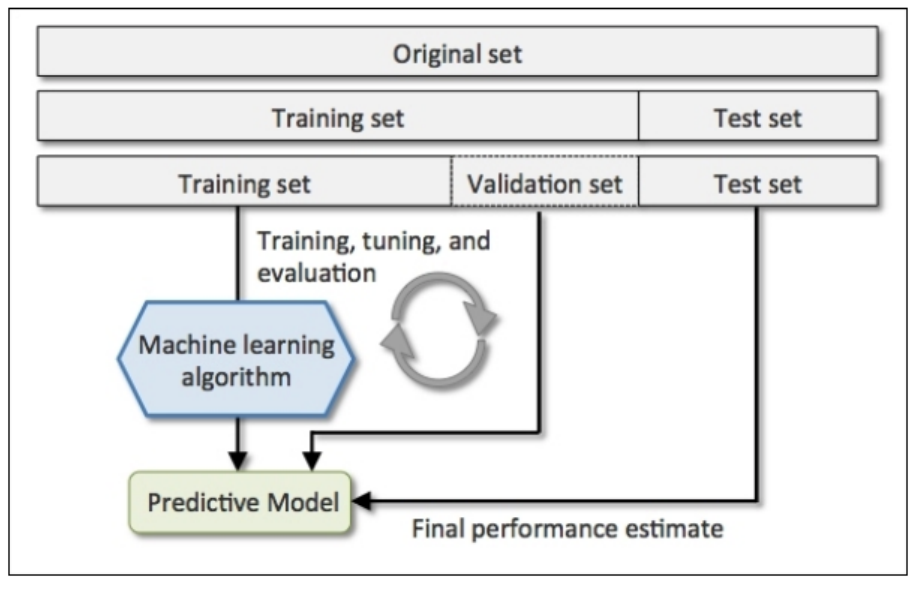 Original set
Training set
Test set
Training set
Validation set
Test set
Training, tuning, and
evaluation
Machine learning
algorithm
Predictive Model
Final performance estimate